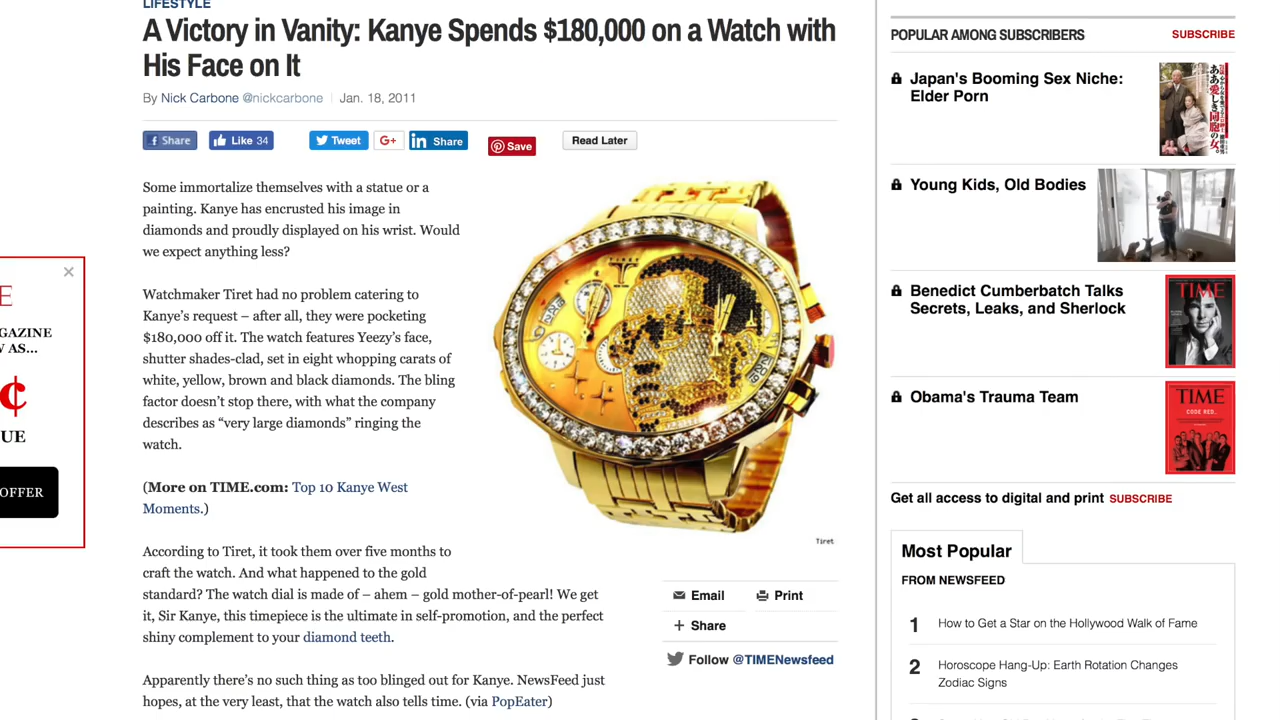 LIFESTYLE
A Victory in Vanity: Kanye Spends $180,000 on a Watch with
His Face on It
By Nick Carbone @nickcarbone Jan. 18, 2011
Share
Like 34
Tweet
G+
in Share
Save
Read Later
Some immortalize themselves with a statue or a
painting. Kanye has encrusted his image in
diamonds and proudly displayed on his wrist. Would
we expect anything less?
Watchmaker Tiret had no problem catering to
Kanye’s request – after all, they were pocketing
$180,000 off it. The watch features Yeezy’s face,
shutter shades-clad, set in eight whopping carats of
white, yellow, brown and black diamonds. The bling
factor doesn’t stop there, with what the company
describes as “very large diamonds” ringing the
watch.
(More on TIME.com: Top 10 Kanye West
Moments.)
According to Tiret, it took them over five months to
craft the watch. And what happened to the gold
standard? The watch dial is made of – ahem – gold mother-of-pearl! We get
it, Sir Kanye, this timepiece is the ultimate in self-promotion, and the perfect
shiny complement to your diamond teeth.
Apparently there’s no such thing as too blinged out for Kanye. NewsFeed just
hopes, at the very least, that the watch also tells time. (via PopEater)
Tiret
Email
Print
+ Share
Follow @TIMENewsfeed
E
GAZINE
W AS...
¢
UE
OFFER
POPULAR AMONG SUBSCRIBERS SUBSCRIBE
Japan's Booming Sex Niche:
Elder Porn
Young Kids, Old Bodies
Benedict Cumberbatch Talks
Secrets, Leaks, and Sherlock
TIME
Obama's Trauma Team
TIME
CODE RED
Get all access to digital and print SUBSCRIBE
Most Popular
FROM NEWSFEED
1 How to Get a Star on the Hollywood Walk of Fame
2 Horoscope Hang-Up: Earth Rotation Changes
Zodiac Signs